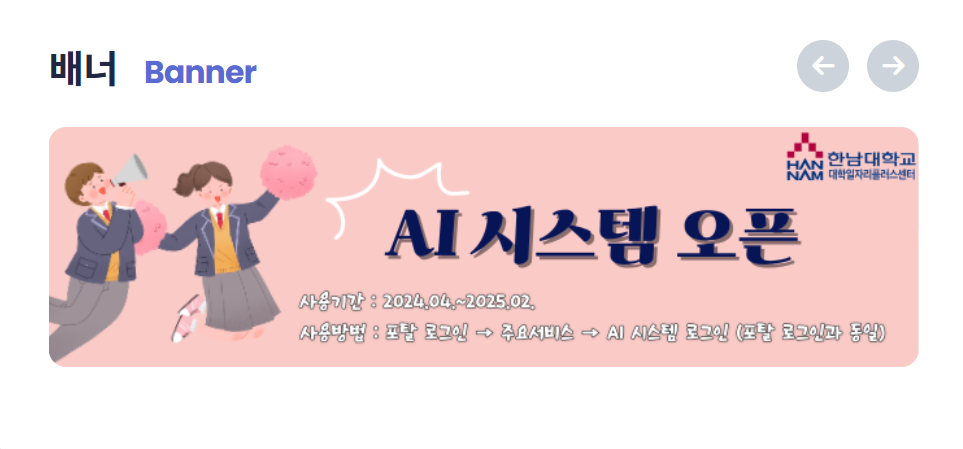 배너 Banner
HAN NAM 한남대학교
대학일자리플러스센터
AI 시스템 오픈
사용기간 : 2024.04.~2025.02.
사용방법 : 포탈 로그인 → 주요서비스 → AI 시스템 로그인 (포탈 로그인과 동일)